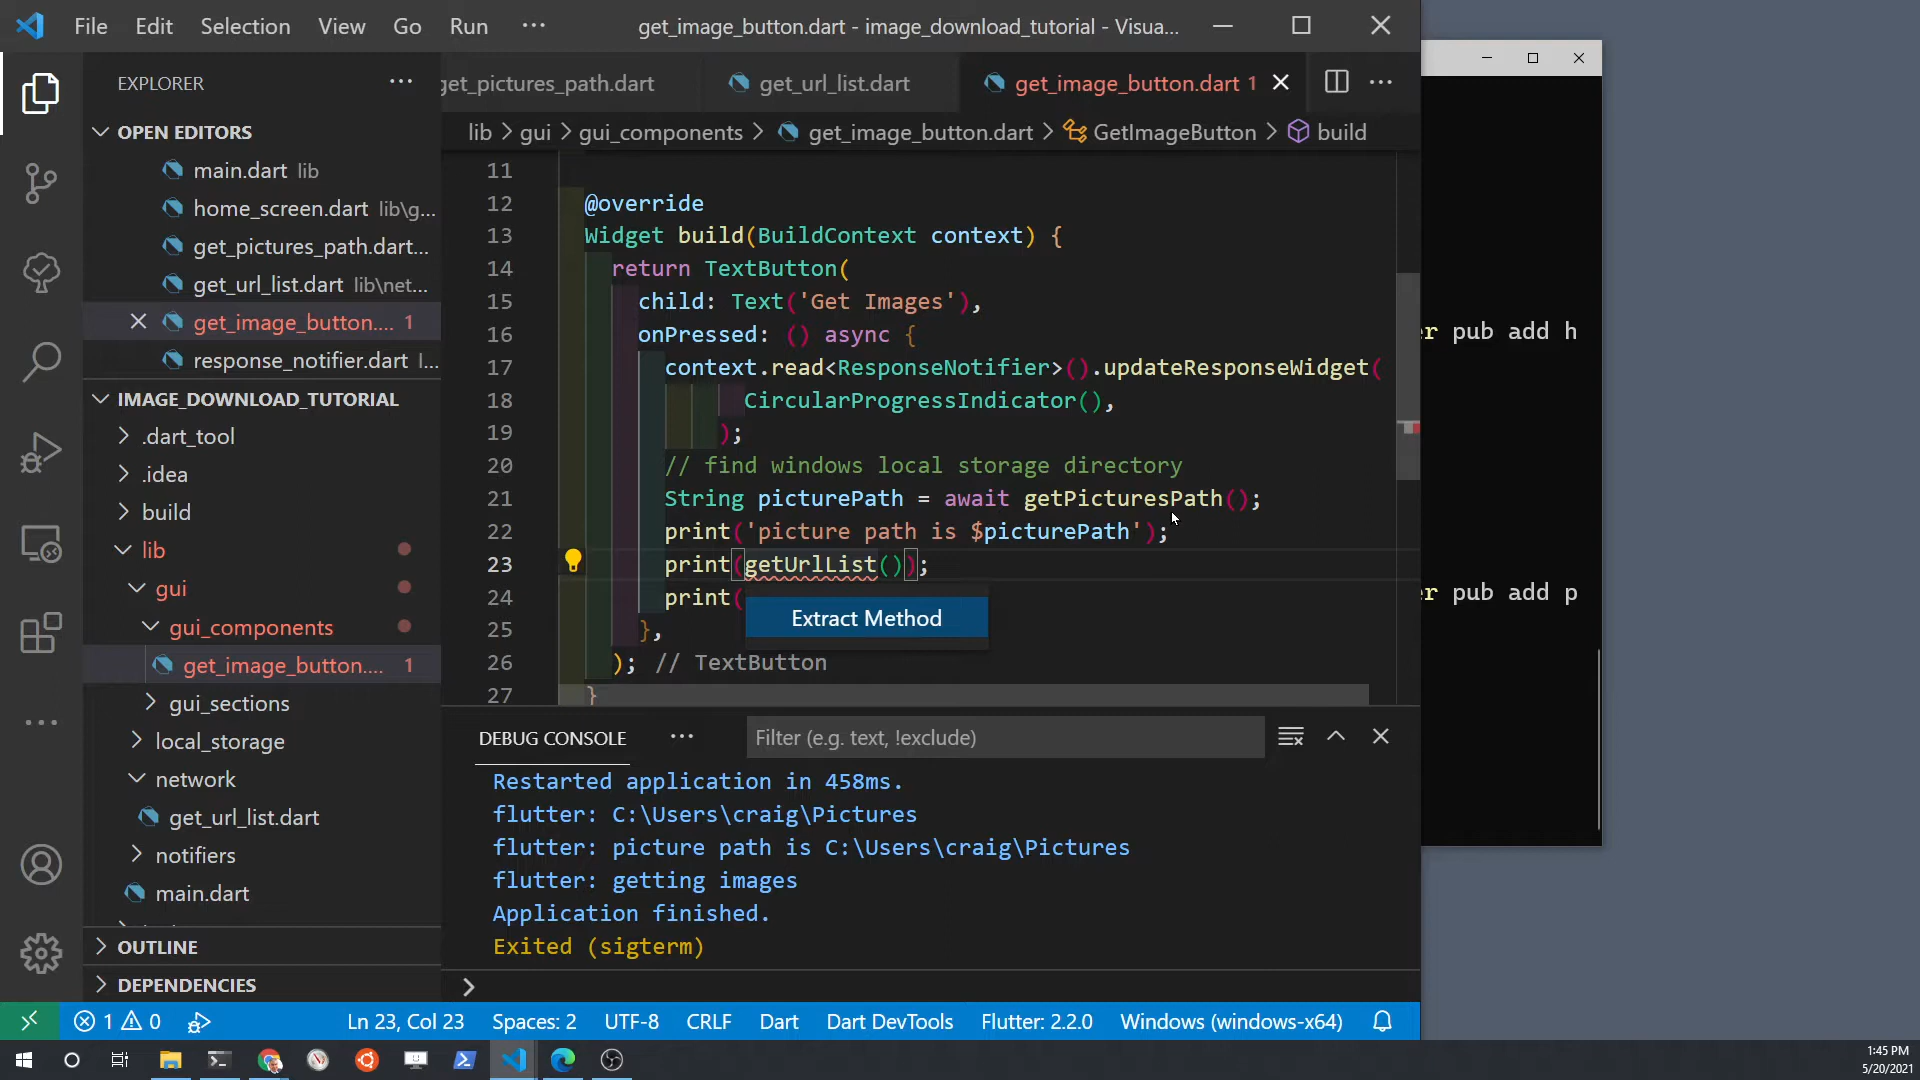 File Edit Selection View Go Run ··· get_image_button.dart - image_download_tutorial - Visua...
EXPLORER ···
get_pictures_path.dart get_url_list.dart get_image_button.dart 1 ···
lib > gui > gui_components > get_image_button.dart > GetImageButton > build
OPEN EDITORS
main.dart lib
home_screen.dart lib\g...
get_pictures_path.dart...
get_url_list.dart lib\net...
get_image_button.... 1
response_notifier.dart l...
IMAGE_DOWNLOAD_TUTORIAL
.dart_tool
.idea
build
lib
gui
gui_components
get_image_button.... 1
gui_sections
local_storage
network
get_url_list.dart
notifiers
main.dart
OUTLINE
DEPENDENCIES
11
12 @override
13 Widget build(BuildContext context) {
14 return TextButton(
15 child: Text('Get Images'),
16 onPressed: () async {
17 context.read<ResponseNotifier>().updateResponseWidget(
18 CircularProgressIndicator(),
19 );
20 // find windows local storage directory
21 String picturePath = await getPicturesPath();
22 print('picture path is $picturePath');
23 print(getUrlList());
24 print(
Extract Method
25 },
26 ); // TextButton
27 }
DEBUG CONSOLE ··· Filter (e.g. text, !exclude)
Restarted application in 458ms.
flutter: C:\Users\craig\Pictures
flutter: picture path is C:\Users\craig\Pictures
flutter: getting images
Application finished.
Exited (sigterm)
>
er pub add h
er pub add p
1 0 Ln 23, Col 23 Spaces: 2 UTF-8 CRLF Dart Dart DevTools Flutter: 2.2.0 Windows (windows-x64)
1:45 PM
5/20/2021